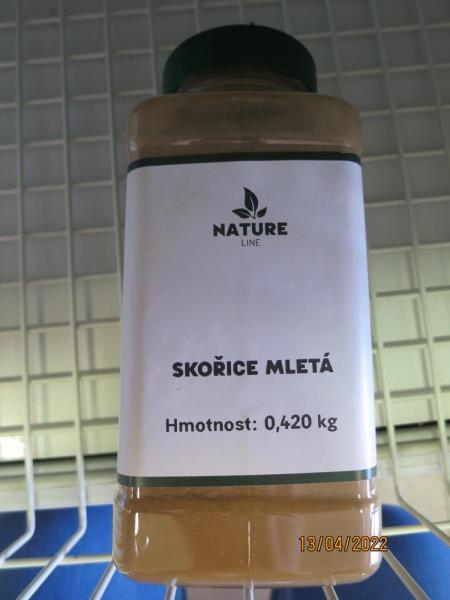 NATURE
LINE
SKOŘICE MLETÁ
Hmotnost: 0,420 kg
13/04/2022